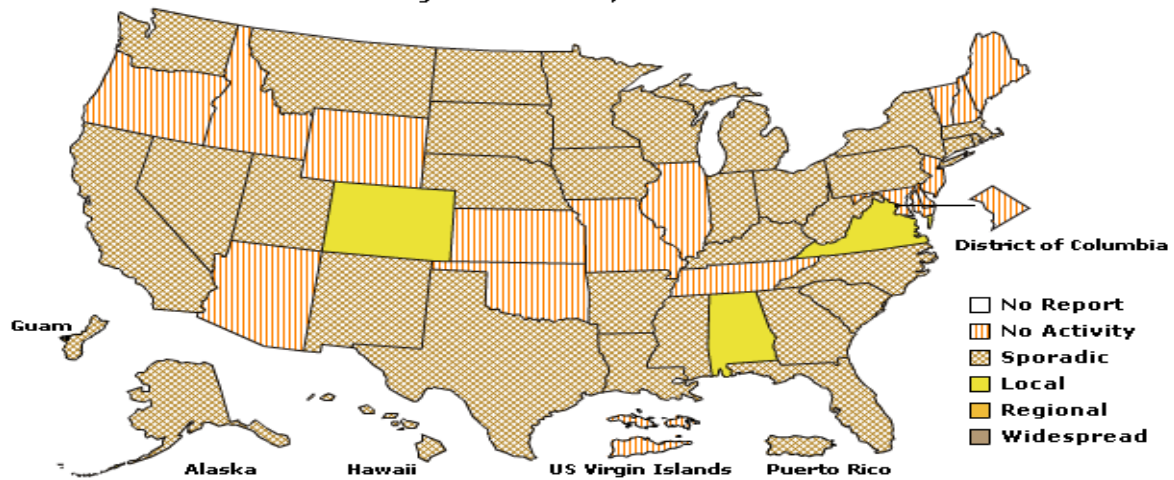 District of Columbia
Guam
No Report
No Activity
Sporadic
Local
Regional
Widespread
Alaska
Hawaii
US Virgin Islands
Puerto Rico